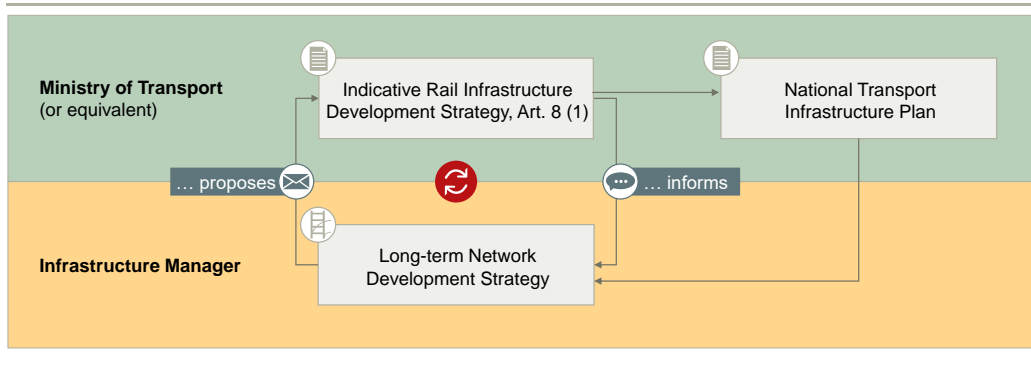 Ministry of Transport
(or equivalent)
Indicative Rail Infrastructure
Development Strategy, Art. 8 (1)
National Transport
Infrastructure Plan
… proposes
… informs
Infrastructure Manager
Long-term Network
Development Strategy